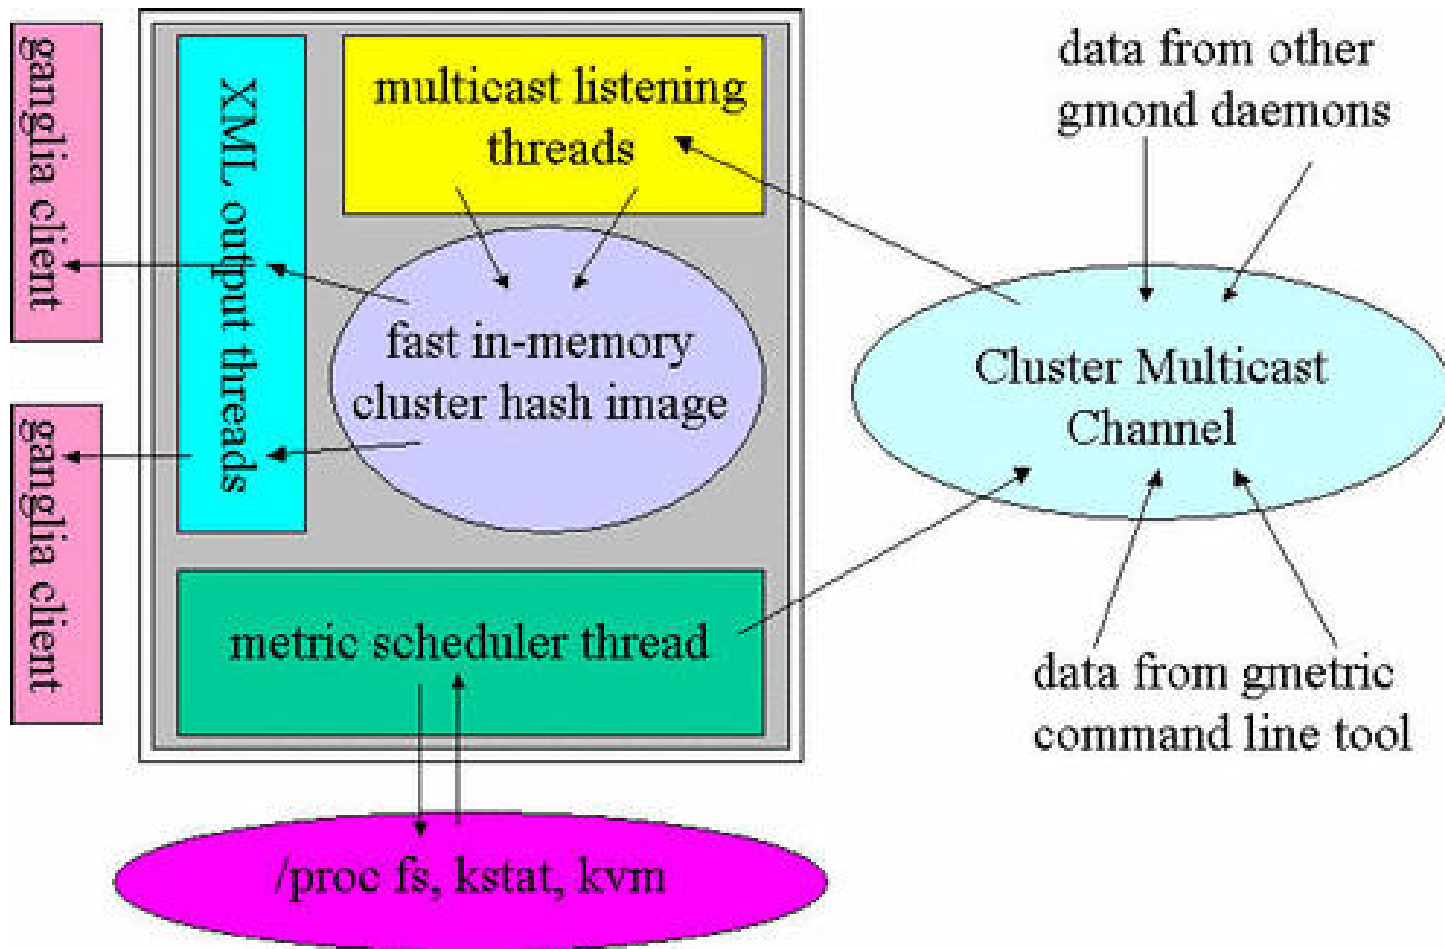 ganglia client
XML output threads
multicast listening
threads
data from other
gmond daemons
fast in-memory
cluster hash image
Cluster Multicast
Channel
ganglia client
metric scheduler thread
data from gmetric
command line tool
/proc fs, kstat, kvm